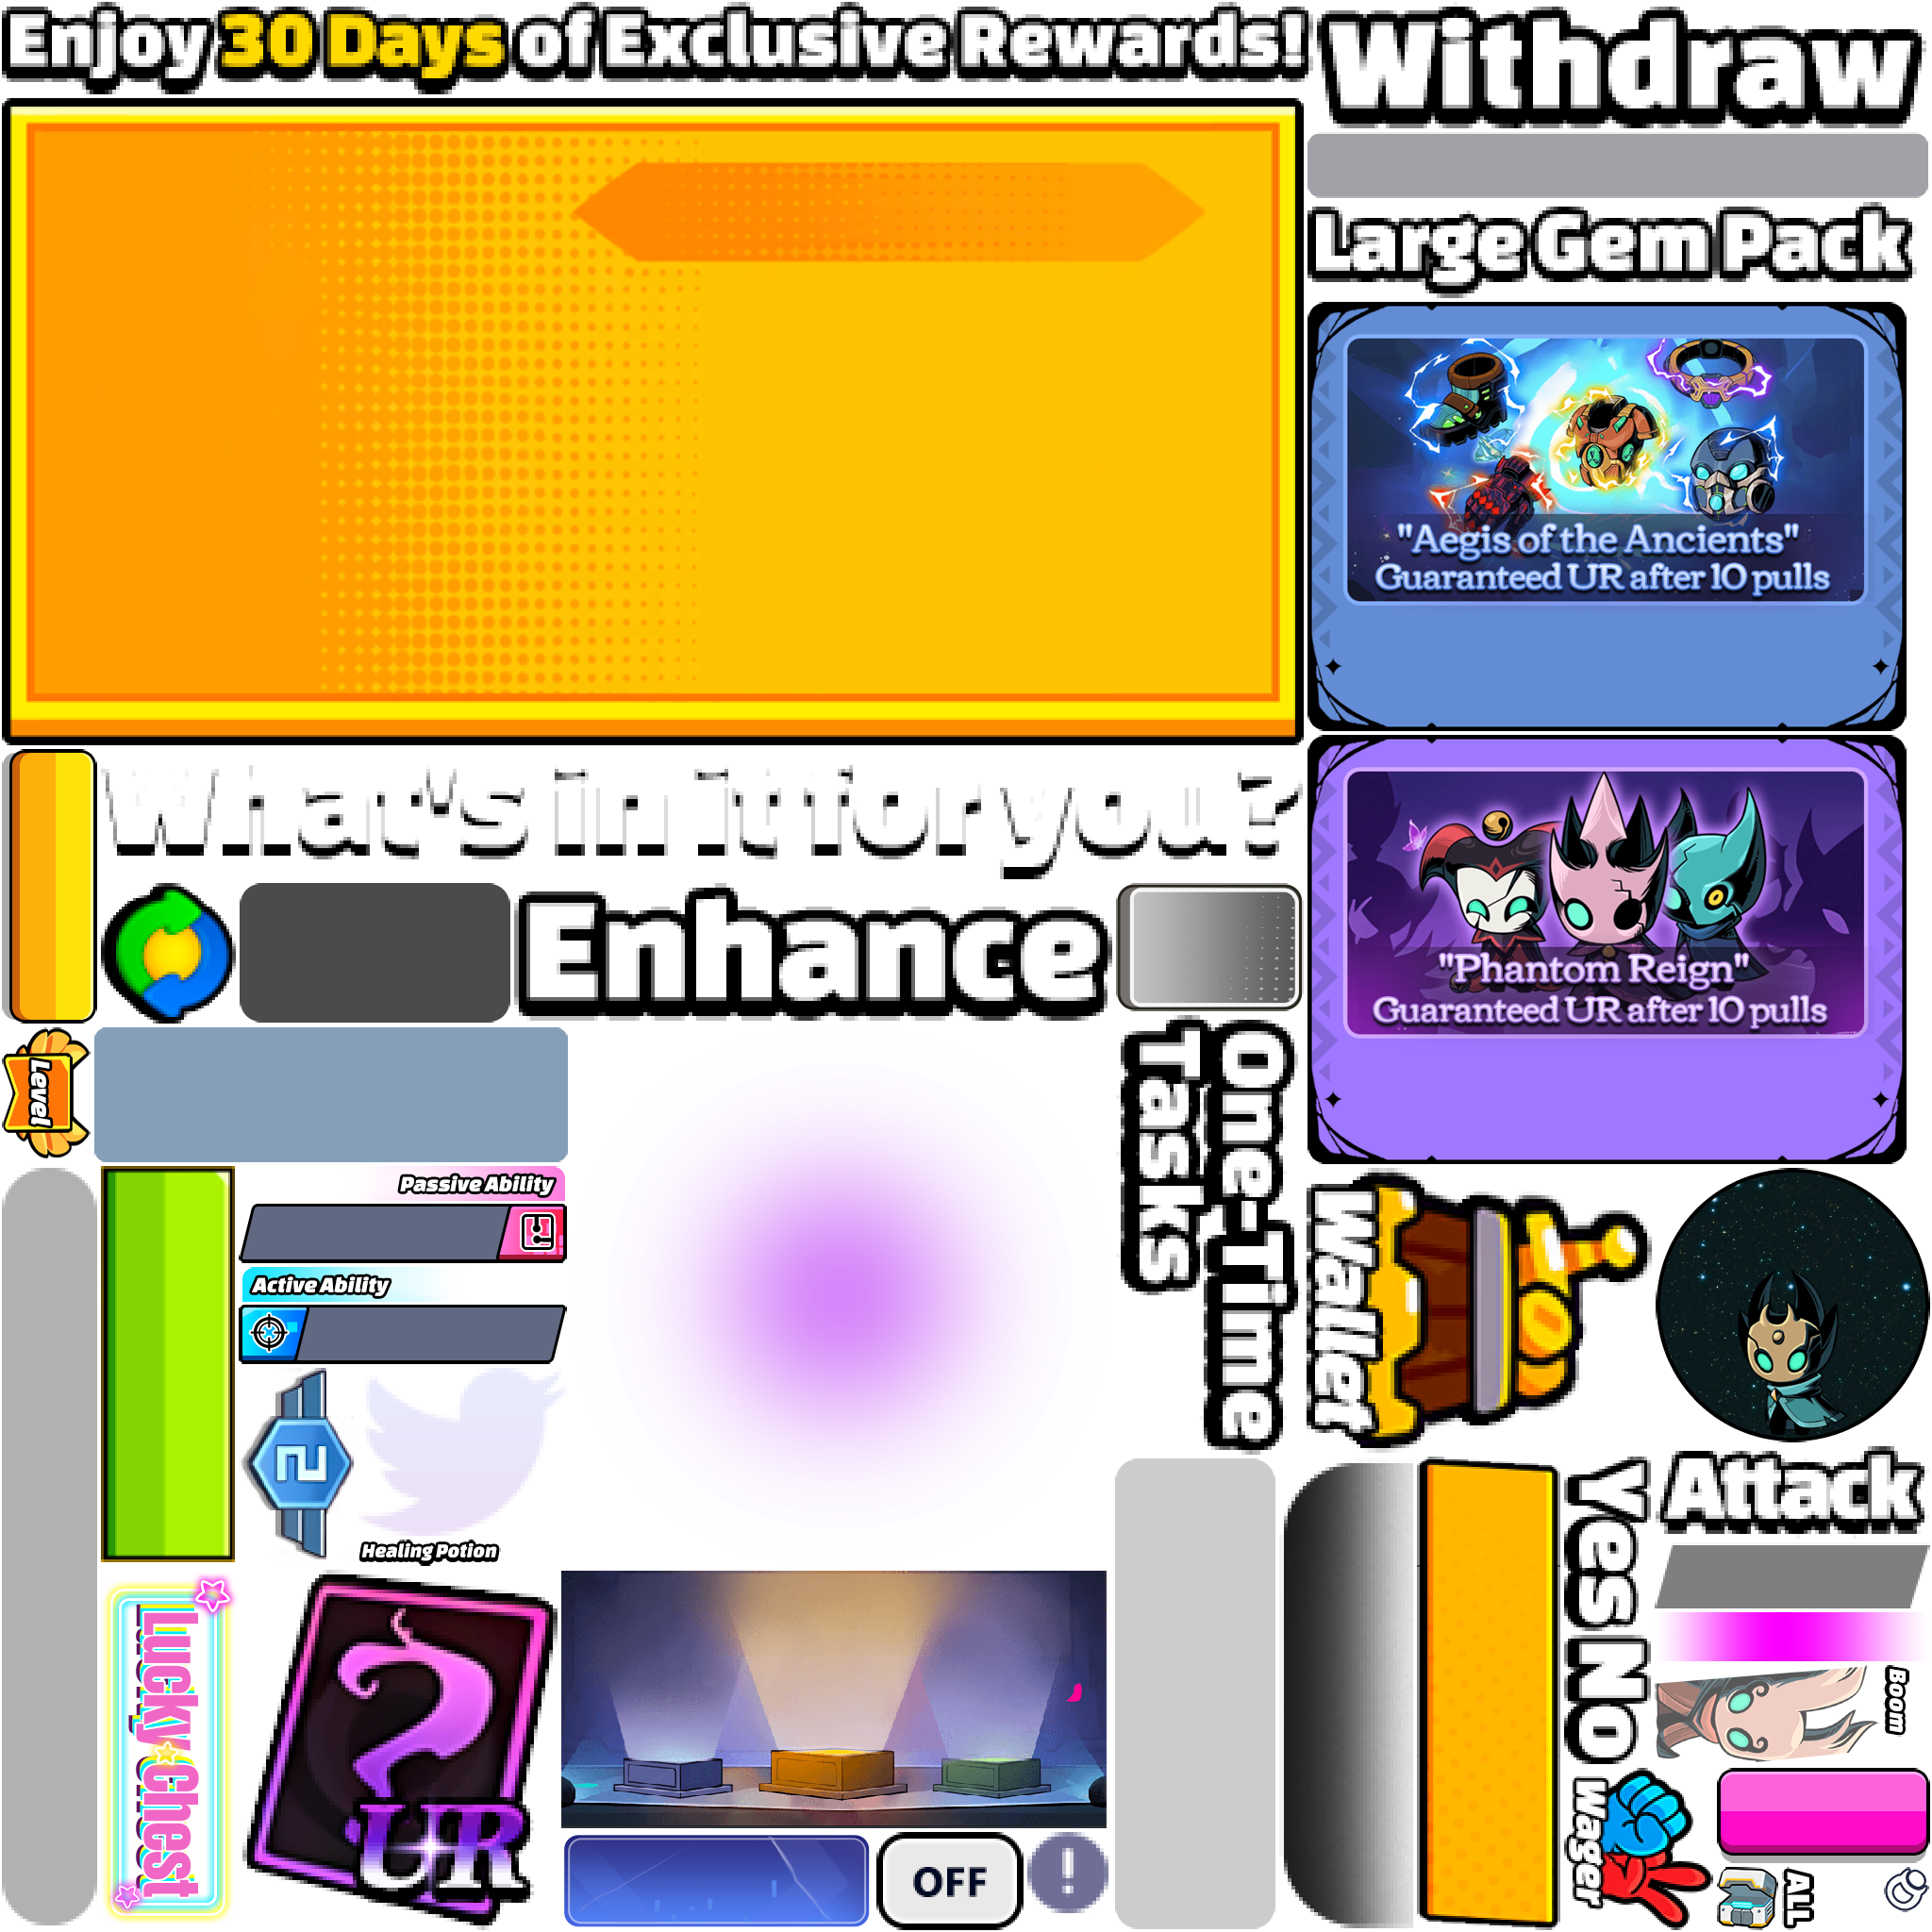 Enjoy 30 Days of Exclusive Rewards!
Withdraw
Large Gem Pack
"Aegis of the Ancients"
Guaranteed UR after 10 pulls
What's in it for you?
"Phantom Reign"
Guaranteed UR after 10 pulls
Enhance
One-Time
Tasks
Level
Passive Ability
Active Ability
Wallet
2
Healing Potion
Attack
Yes
No
Boom
Lucky Chest
UR
Wager
OFF
ALL